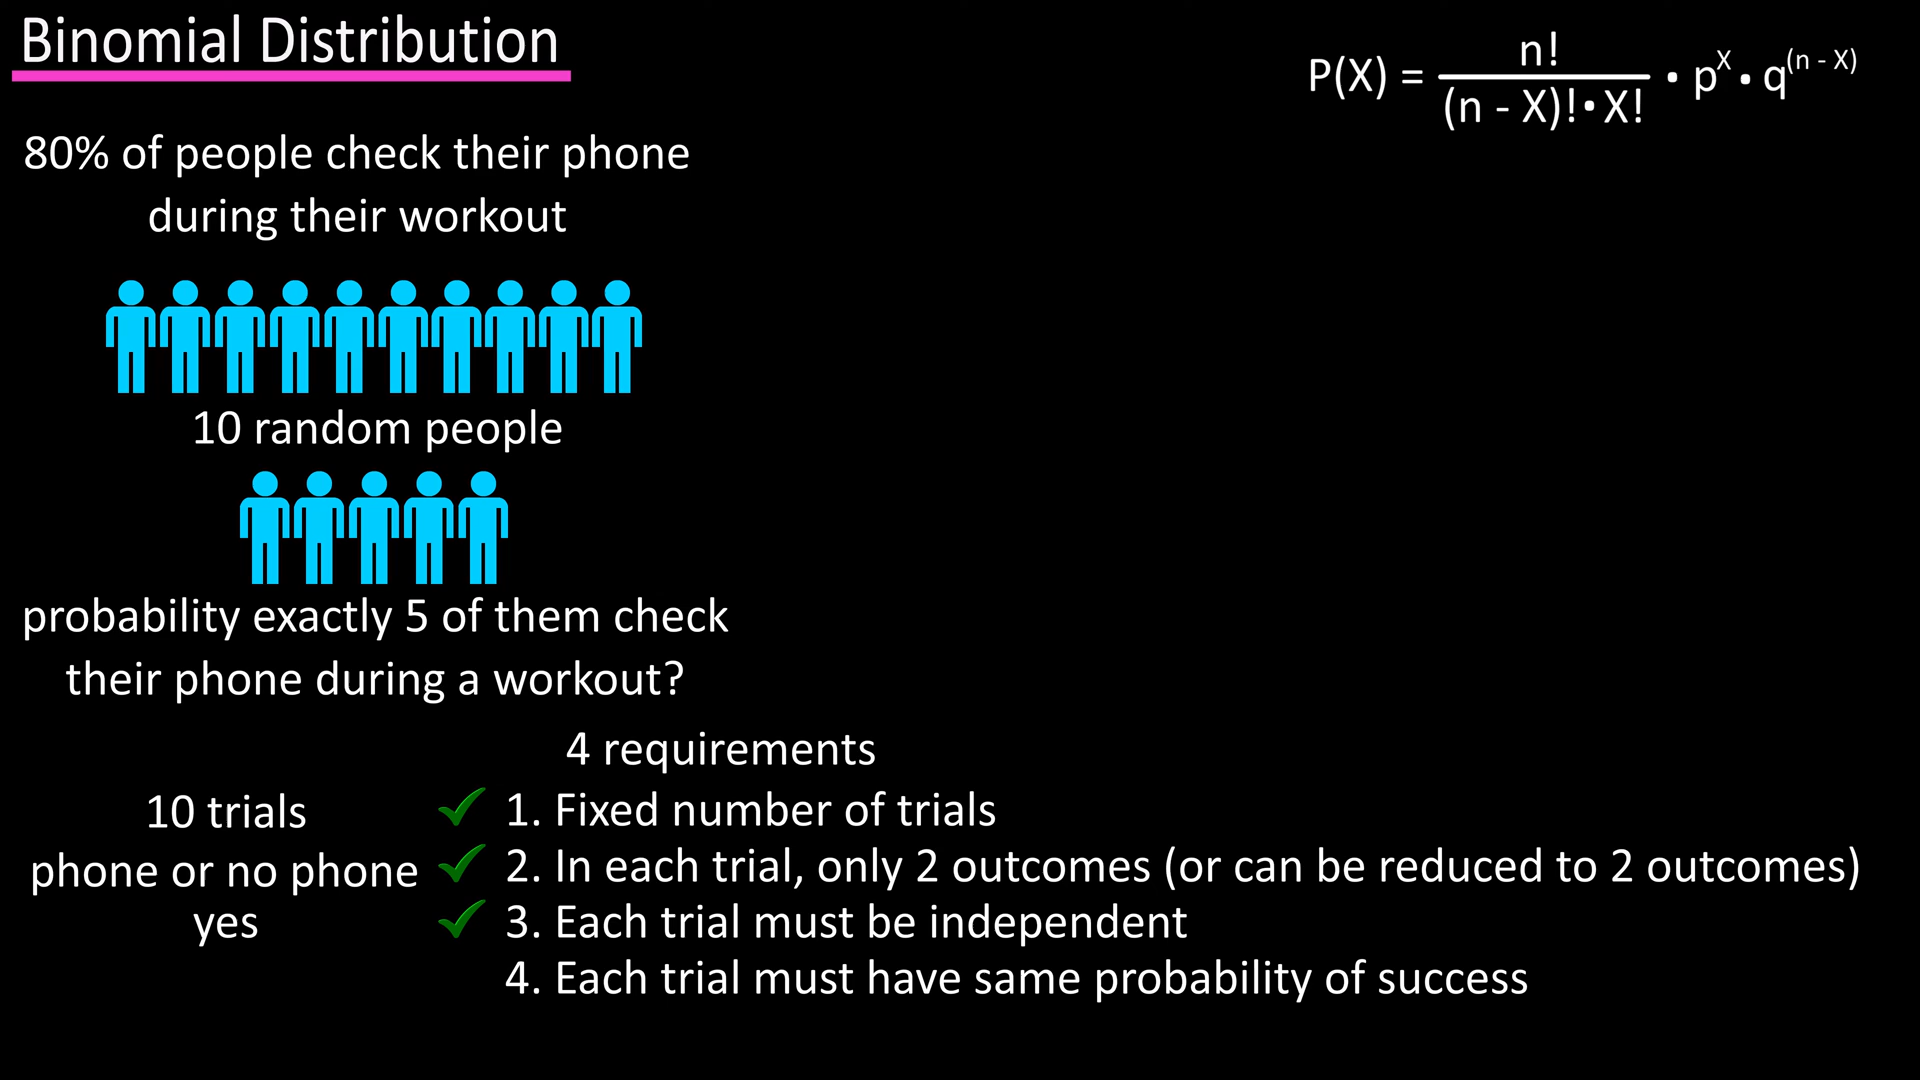 Binomial Distribution
P(X) = n! / (n - X)! • X! • p^X • q^(n - X)
80% of people check their phone
during their workout
10 random people
probability exactly 5 of them check
their phone during a workout?
4 requirements
10 trials ✓ 1. Fixed number of trials
phone or no phone ✓ 2. In each trial, only 2 outcomes (or can be reduced to 2 outcomes)
yes ✓ 3. Each trial must be independent
4. Each trial must have same probability of success